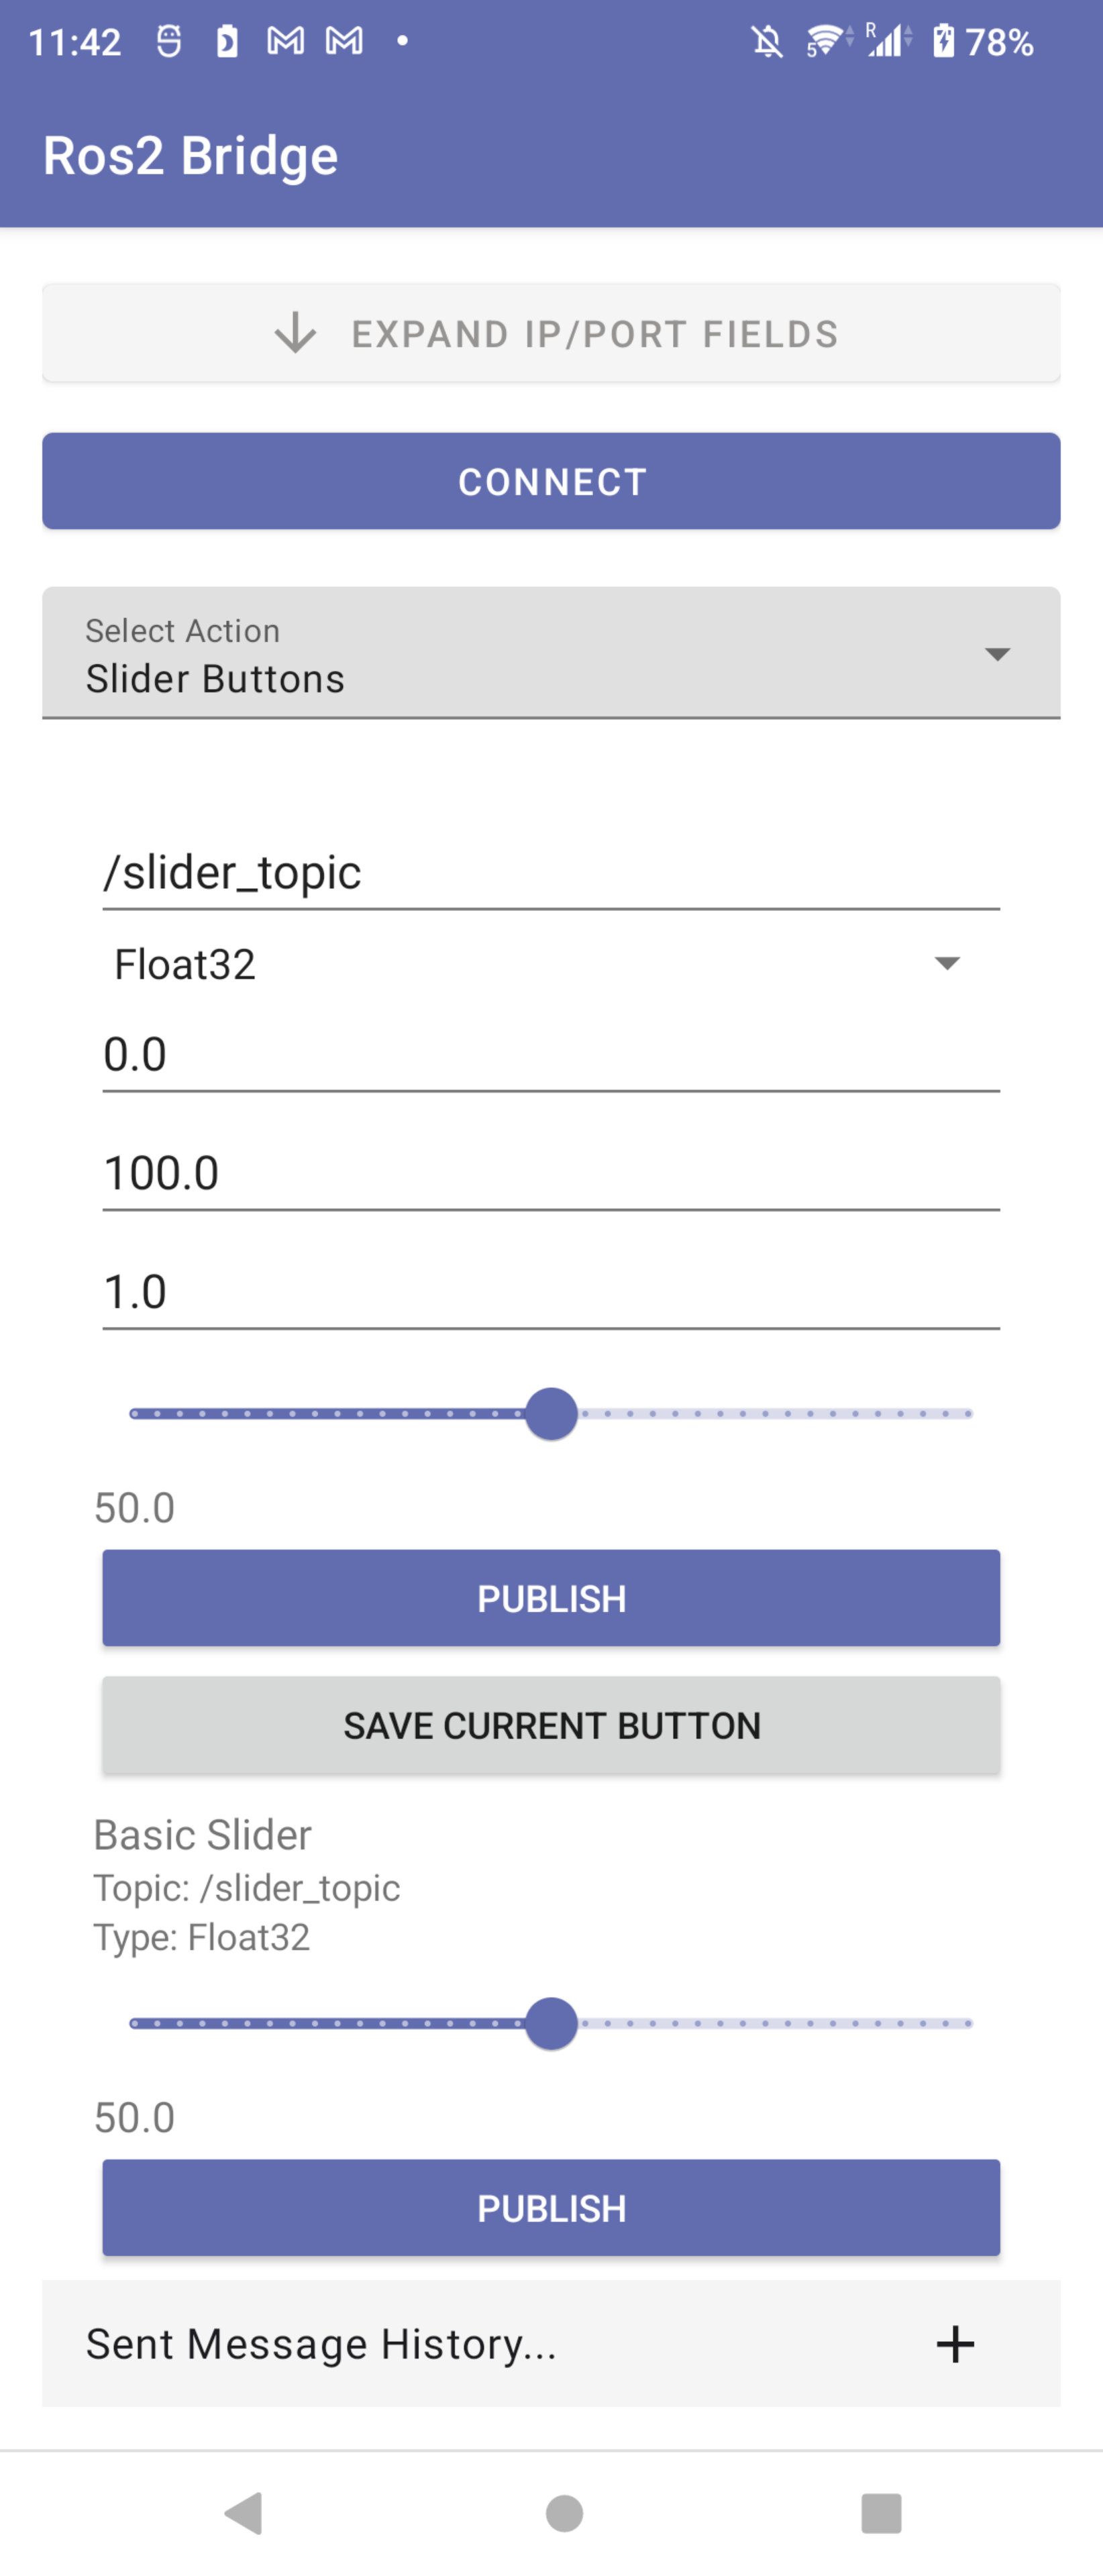 11:42
5 R 78%
Ros2 Bridge
EXPAND IP/PORT FIELDS
CONNECT
Select Action
Slider Buttons
/slider_topic
Float32
0.0
100.0
1.0
50.0
PUBLISH
SAVE CURRENT BUTTON
Basic Slider
Topic: /slider_topic
Type: Float32
50.0
PUBLISH
Sent Message History...